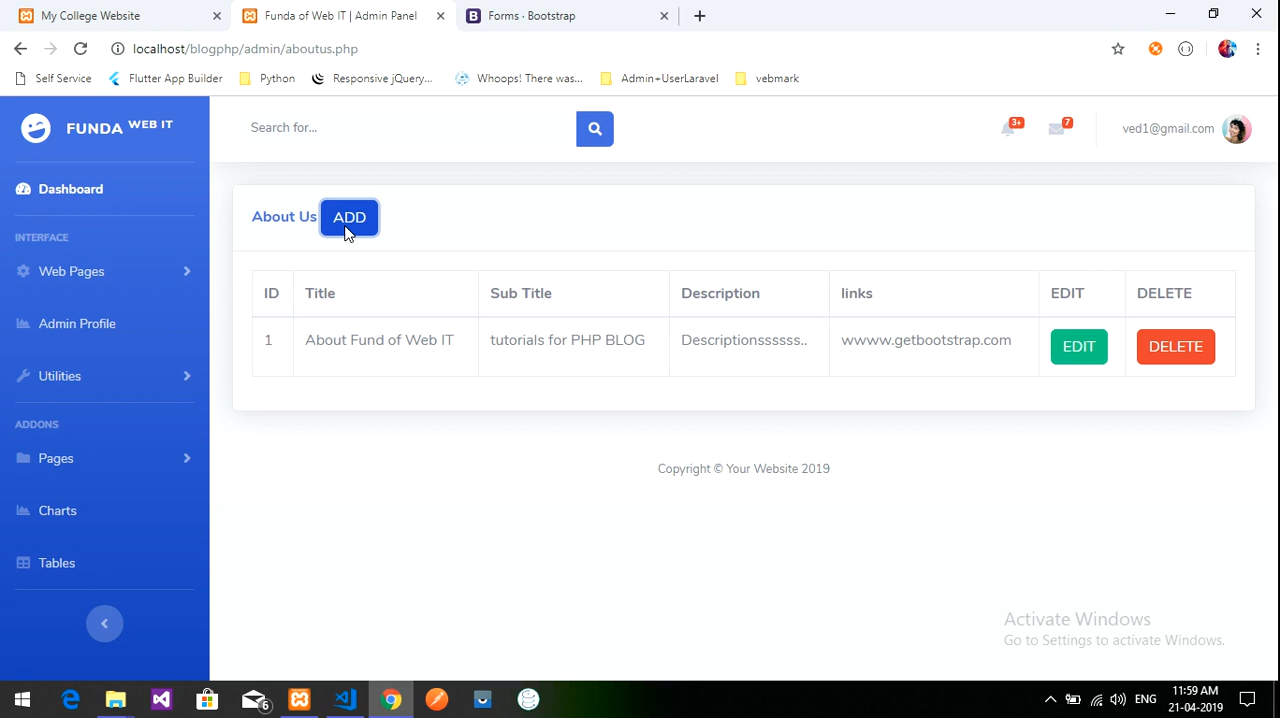 My College Website
Funda of Web IT | Admin Panel
Forms · Bootstrap
localhost/blogphp/admin/aboutus.php
Self Service
Flutter App Builder
Python
Responsive jQuery...
Whoops! There was...
Admin+UserLaravel
vebmark
FUNDA WEB IT
Search for...
3+
7
ved1@gmail.com
Dashboard
INTERFACE
Web Pages
Admin Profile
Utilities
ADDONS
Pages
Charts
Tables
About Us ADD
ID Title Sub Title Description links EDIT DELETE
1 About Fund of Web IT tutorials for PHP BLOG Descriptionssssss.. wwww.getbootstrap.com EDIT DELETE
Copyright © Your Website 2019
Activate Windows
Go to Settings to activate Windows.
6
ENG
11:59 AM
21-04-2019